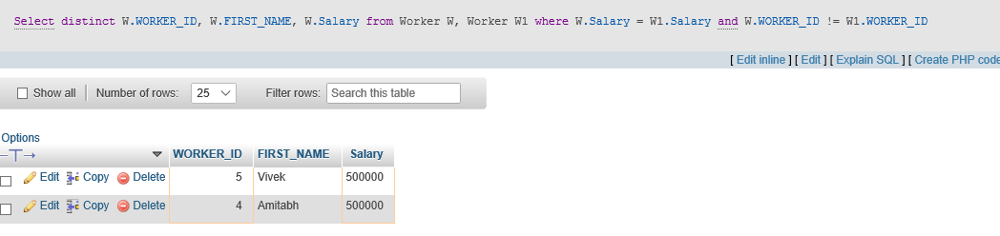 Select distinct W.WORKER_ID, W.FIRST_NAME, W.Salary from Worker W, Worker W1 where W.Salary = W1.Salary and W.WORKER_ID != W1.WORKER_ID
[ Edit inline ] [ Edit ] [ Explain SQL ] [ Create PHP code
Show all Number of rows: 25 Filter rows: Search this table
Options
WORKER_ID FIRST_NAME Salary
Edit Copy Delete 5 Vivek 500000
Edit Copy Delete 4 Amitabh 500000